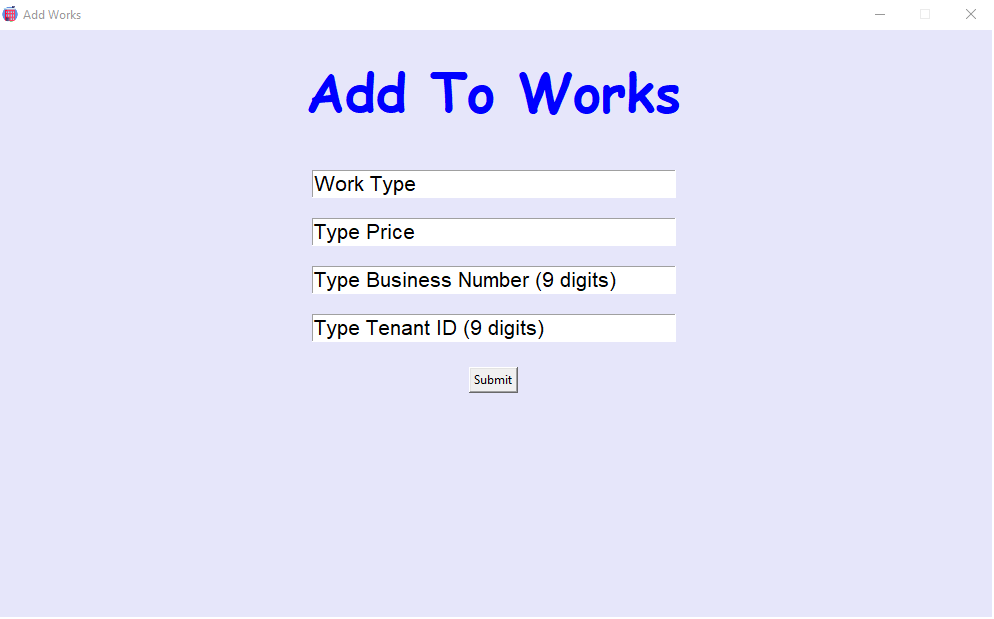 Add Works
Add To Works
Work Type
Type Price
Type Business Number (9 digits)
Type Tenant ID (9 digits)
Submit